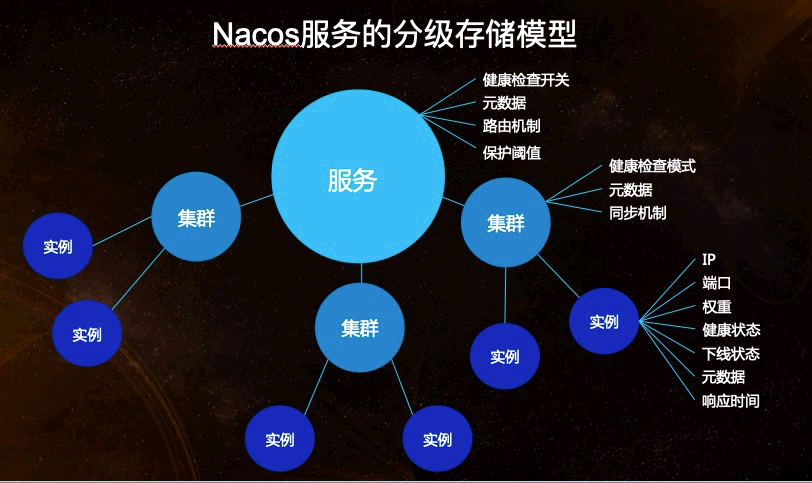 Nacos服务的分级存储模型
健康检查开关
元数据
路由机制
保护阈值
服务
健康检查模式
元数据
同步机制
集群
集群
实例
IP
端口
权重
健康状态
下线状态
元数据
响应时间
实例
实例
集群
实例
实例
实例
实例